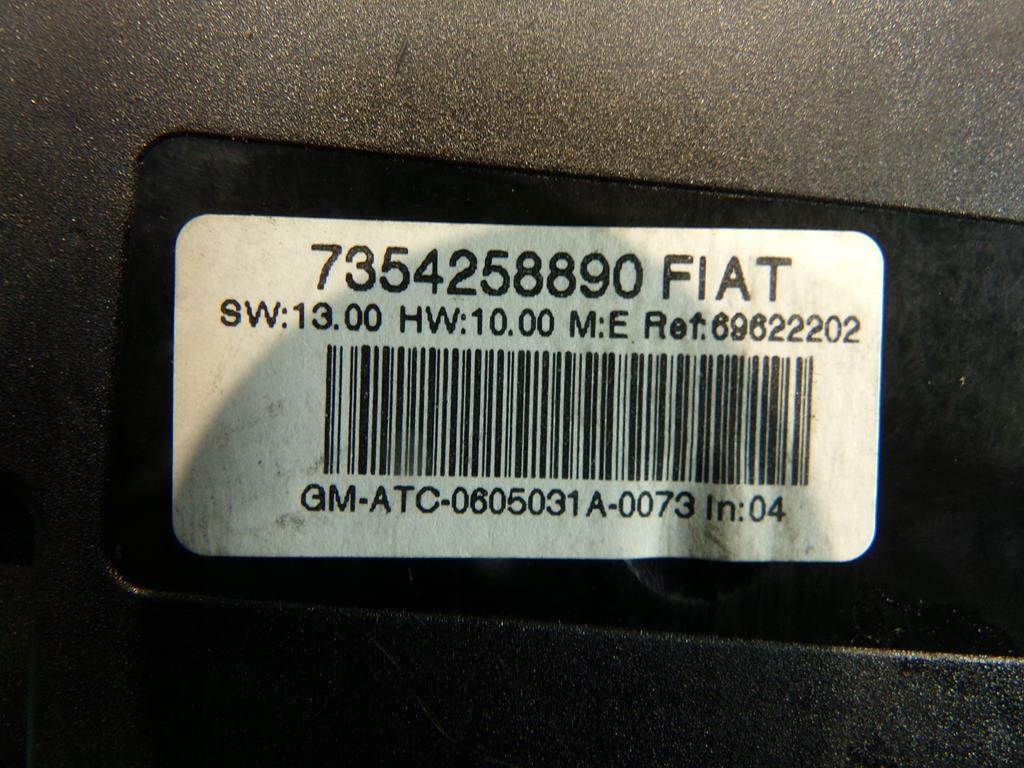 7354258890 FIAT
SW:13.00 HW:10.00 M:E Ref:69622202
GM-ATC-0605031A-0073 In:04